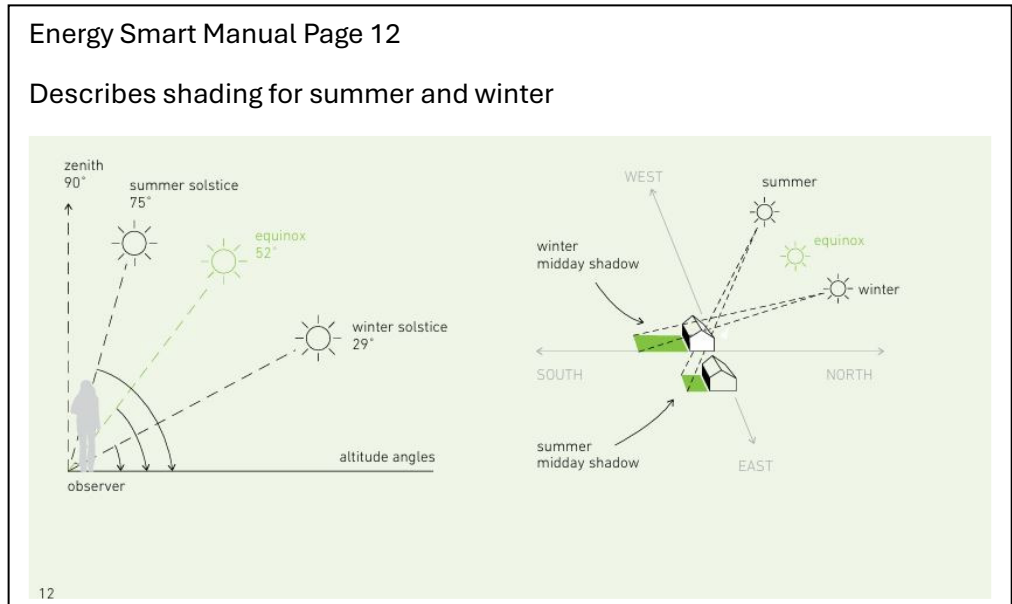 Energy Smart Manual Page 12
Describes shading for summer and winter
zenith
90˚
summer solstice
75˚
equinox
52˚
winter solstice
29˚
altitude angles
observer
WEST
summer
equinox
winter
midday shadow
winter
SOUTH
NORTH
summer
midday shadow
EAST
12